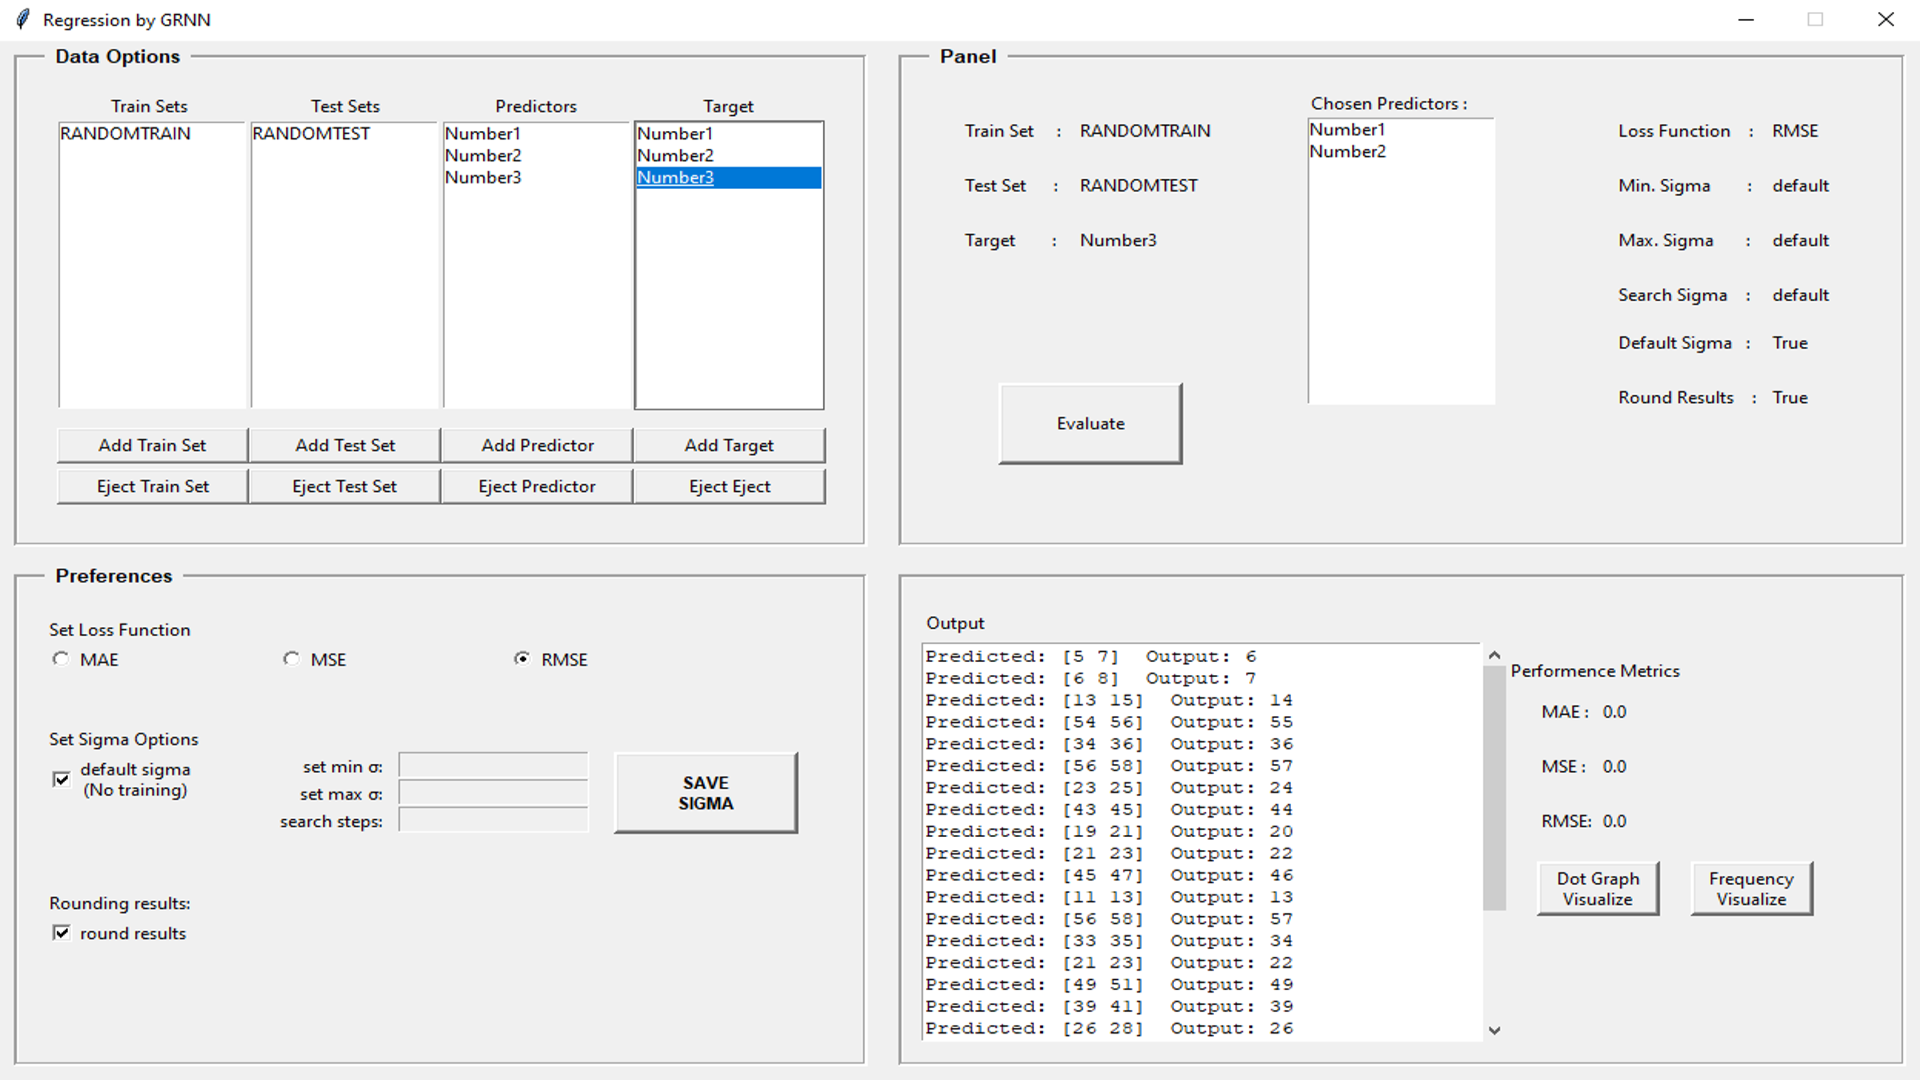 Regression by GRNN
Data Options
Train Sets
RANDOMTRAIN
Test Sets
RANDOMTEST
Predictors
Number1
Number2
Number3
Target
Number1
Number2
Number3
Add Train Set
Add Test Set
Add Predictor
Add Target
Eject Train Set
Eject Test Set
Eject Predictor
Eject Eject
Panel
Train Set : RANDOMTRAIN
Test Set : RANDOMTEST
Target : Number3
Evaluate
Chosen Predictors :
Number1
Number2
Loss Function : RMSE
Min. Sigma : default
Max. Sigma : default
Search Sigma : default
Default Sigma : True
Round Results : True
Preferences
Set Loss Function
MAE
MSE
RMSE
Set Sigma Options
default sigma
(No training)
set min σ:
set max σ:
search steps:
SAVE
SIGMA
Rounding results:
round results
Output
Predicted: [5 7] Output: 6
Predicted: [6 8] Output: 7
Predicted: [13 15] Output: 14
Predicted: [54 56] Output: 55
Predicted: [34 36] Output: 36
Predicted: [56 58] Output: 57
Predicted: [23 25] Output: 24
Predicted: [43 45] Output: 44
Predicted: [19 21] Output: 20
Predicted: [21 23] Output: 22
Predicted: [45 47] Output: 46
Predicted: [11 13] Output: 13
Predicted: [56 58] Output: 57
Predicted: [33 35] Output: 34
Predicted: [21 23] Output: 22
Predicted: [49 51] Output: 49
Predicted: [39 41] Output: 39
Predicted: [26 28] Output: 26
Performence Metrics
MAE : 0.0
MSE : 0.0
RMSE: 0.0
Dot Graph
Visualize
Frequency
Visualize